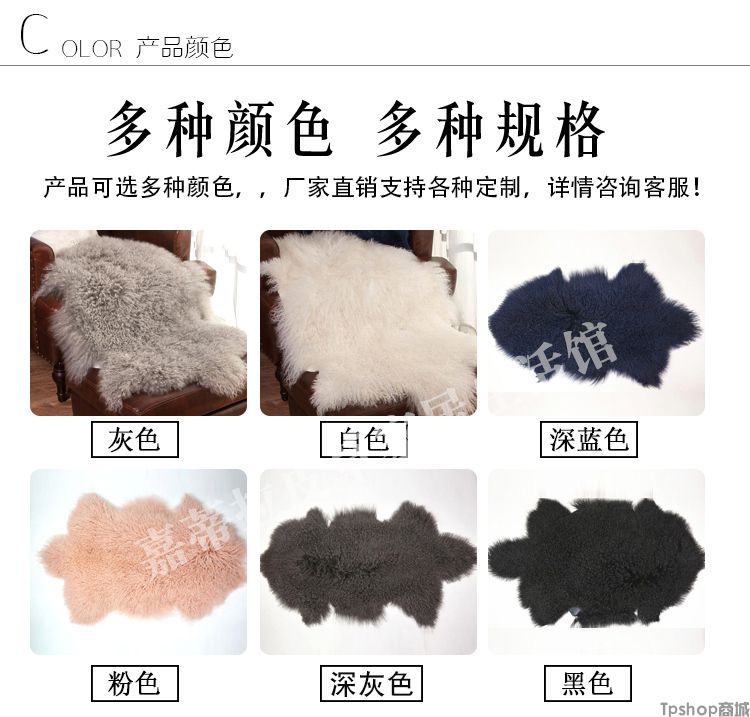 COLOR 产品颜色
多种颜色 多种规格
产品可选多种颜色，，厂家直销支持各种定制，详情咨询客服！
灰色
白色
深蓝色
粉色
深灰色
黑色
Tpshop商城